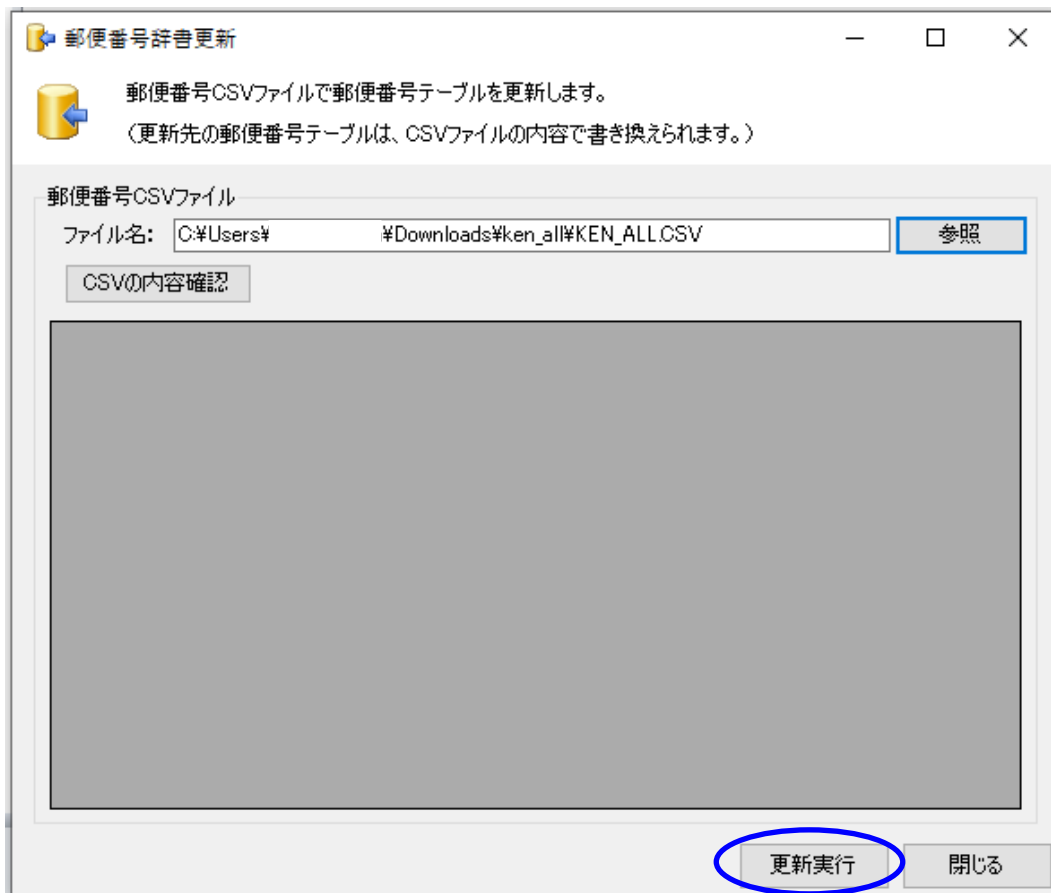 郵便番号辞書更新
郵便番号CSVファイルで郵便番号テーブルを更新します。
（更新先の郵便番号テーブルは、CSVファイルの内容で書き換えられます。）
郵便番号CSVファイル
ファイル名： C:¥Users¥ ¥Downloads¥ken_all¥KEN_ALL.CSV 参照
CSVの内容確認
更新実行 閉じる